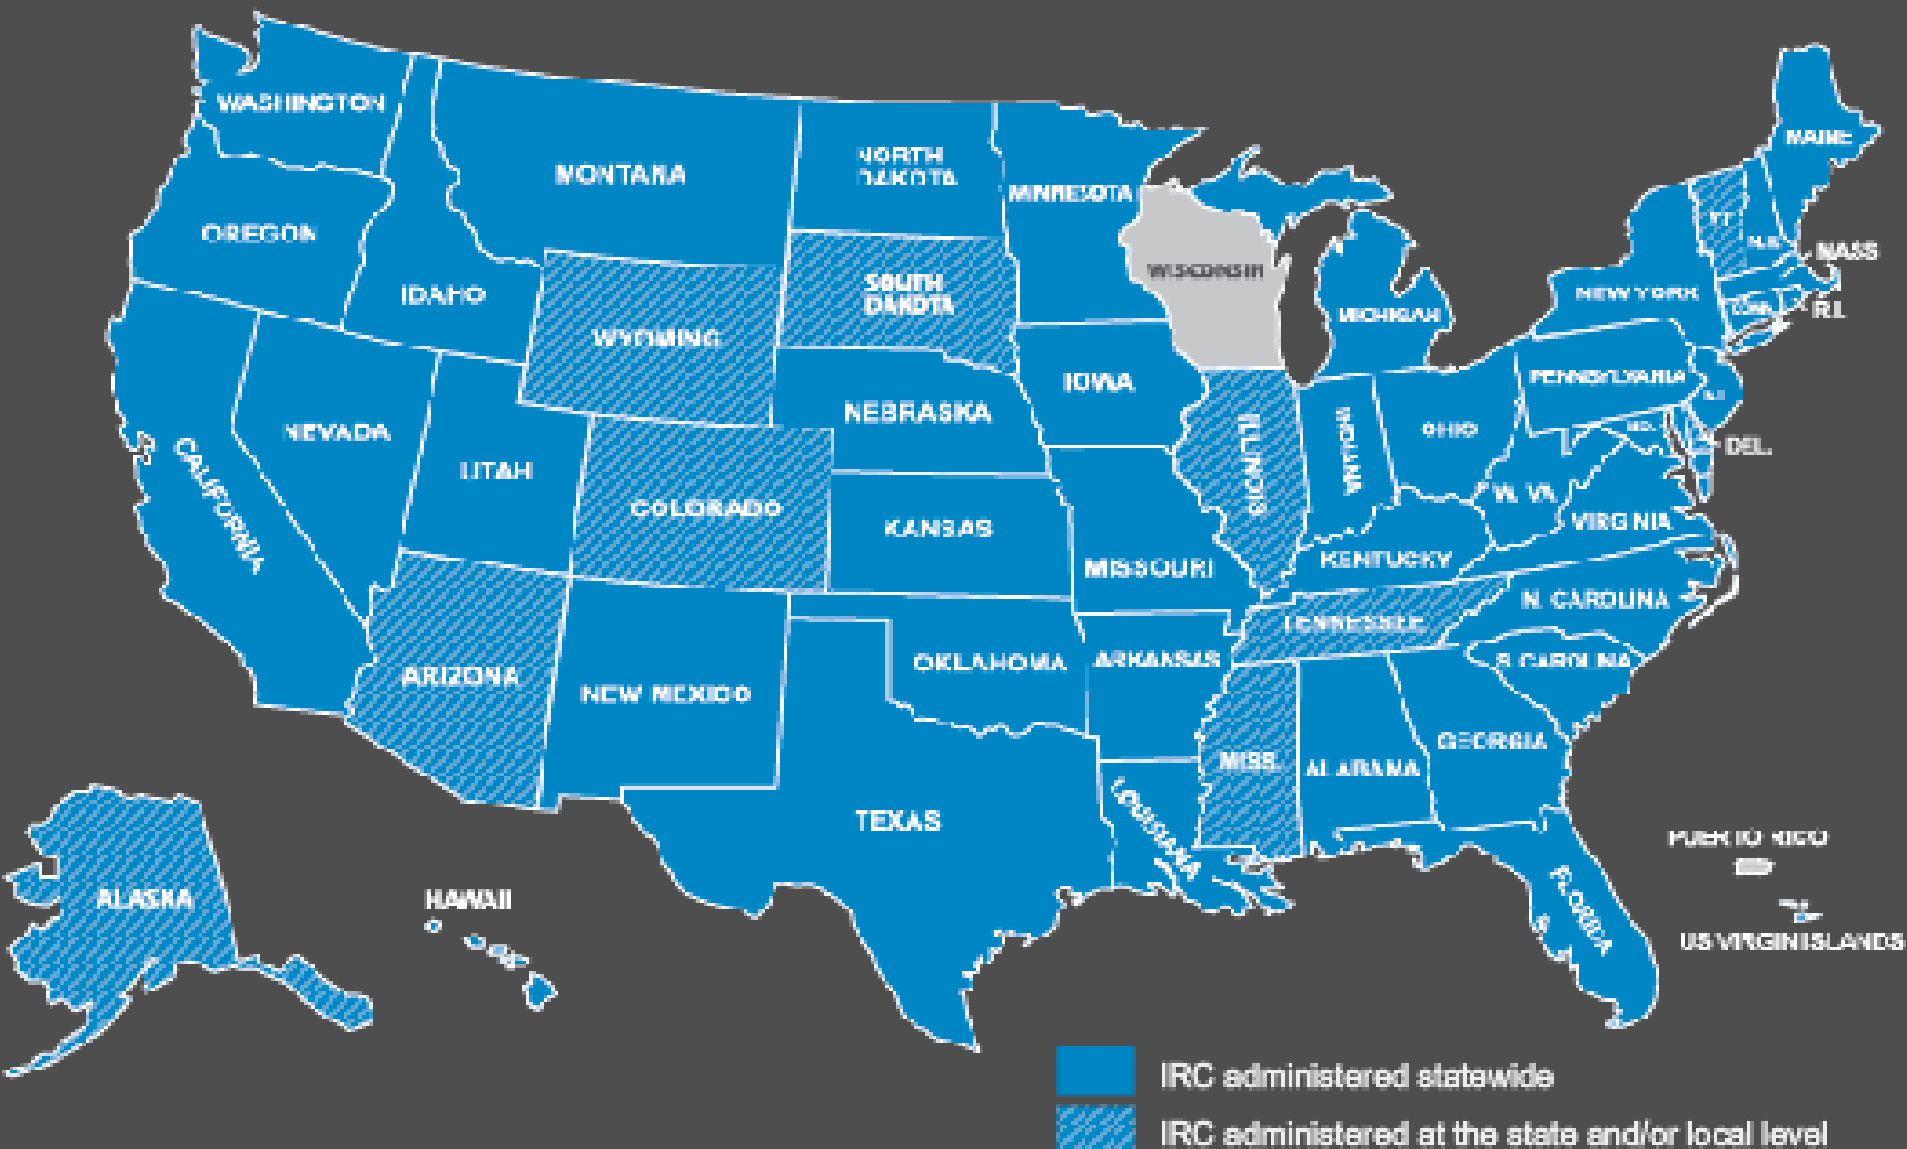 WASHINGTON
MONTANA
NORTH
DAKOTA
MINNESOTA
MAINE
OREGON
IDAHO
WYOMING
SOUTH
DAKOTA
WISCONSIN
MICHIGAN
VT.
N.H.
MASS
NEW YORK
CONN.
R.I.
NEVADA
UTAH
CALIFORNIA
COLORADO
NEBRASKA
IOWA
ILLINOIS
INDIANA
OHIO
PENNSYLVANIA
N.J.
MD.
DEL.
W. VA.
VIRGINIA
KANSAS
MISSOURI
KENTUCKY
TENNESSEE
N. CAROLINA
S. CAROLINA
ARIZONA
NEW MEXICO
OKLAHOMA
ARKANSAS
MISS.
ALABAMA
GEORGIA
TEXAS
LOUISIANA
FLORIDA
ALASKA
HAWAII
PUERTO RICO
US VIRGIN ISLANDS
IRC administered statewide
IRC administered at the state and/or local level